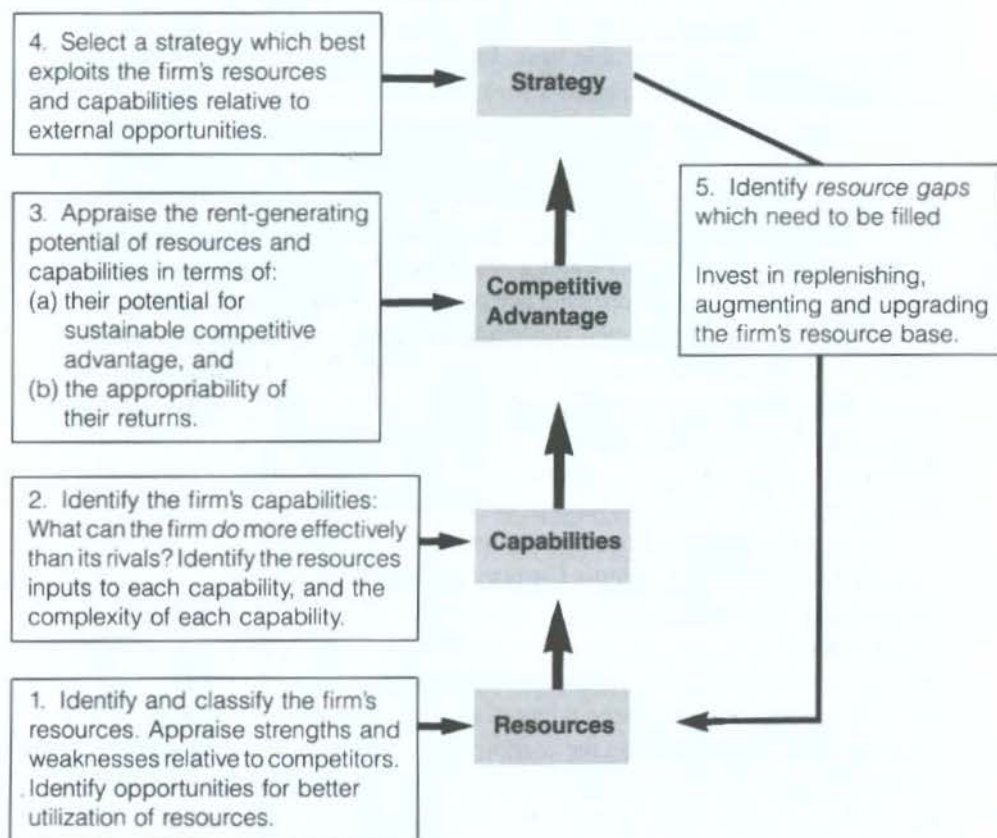 4. Select a strategy which best
exploits the firm's resources
and capabilities relative to
external opportunities.
Strategy
3. Appraise the rent-generating
potential of resources and
capabilities in terms of:
(a) their potential for
sustainable competitive
advantage, and
(b) the appropriability of
their returns.
Competitive
Advantage
5. Identify resource gaps
which need to be filled
Invest in replenishing,
augmenting and upgrading
the firm's resource base.
2. Identify the firm's capabilities:
What can the firm do more effectively
than its rivals? Identify the resources
inputs to each capability, and the
complexity of each capability.
Capabilities
1. Identify and classify the firm's
resources. Appraise strengths and
weaknesses relative to competitors.
Identify opportunities for better
utilization of resources.
Resources